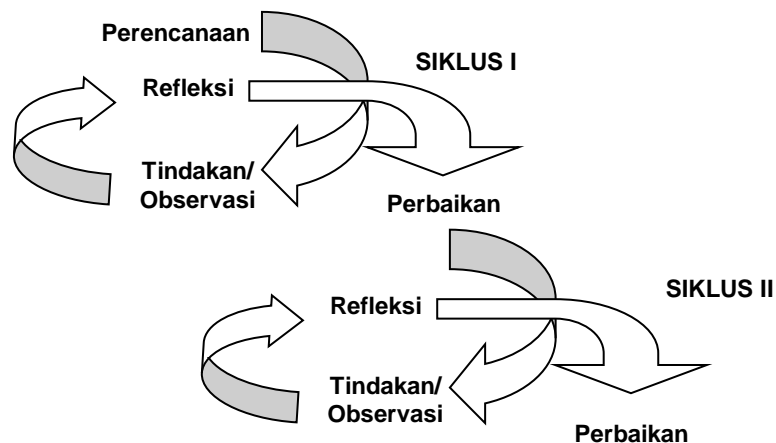 Perencanaan
SIKLUS I
Refleksi
Tindakan/
Observasi
Perbaikan
SIKLUS II
Refleksi
Tindakan/
Observasi
Perbaikan